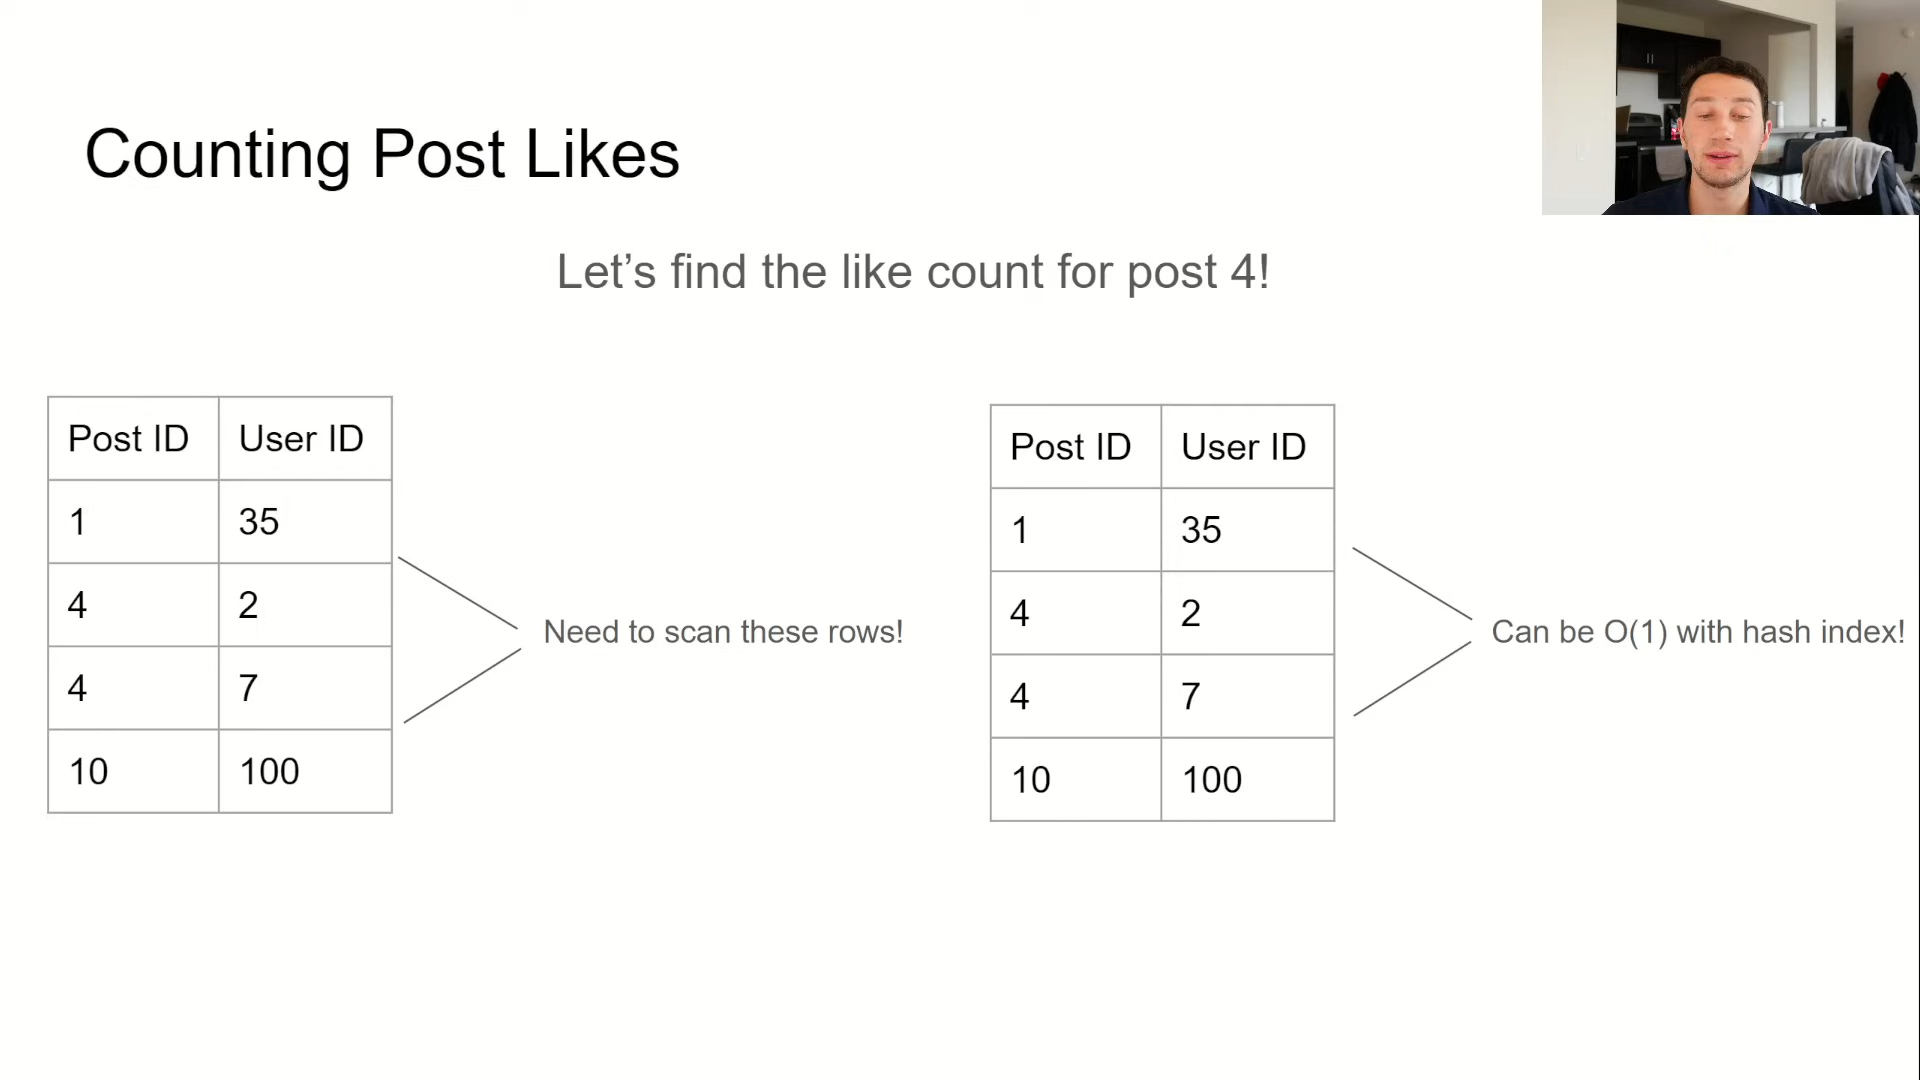 Counting Post Likes
Let’s find the like count for post 4!
Post ID User ID
1 35
4 2
4 7
10 100
Need to scan these rows!
Post ID User ID
1 35
4 2
4 7
10 100
Can be O(1) with hash index!